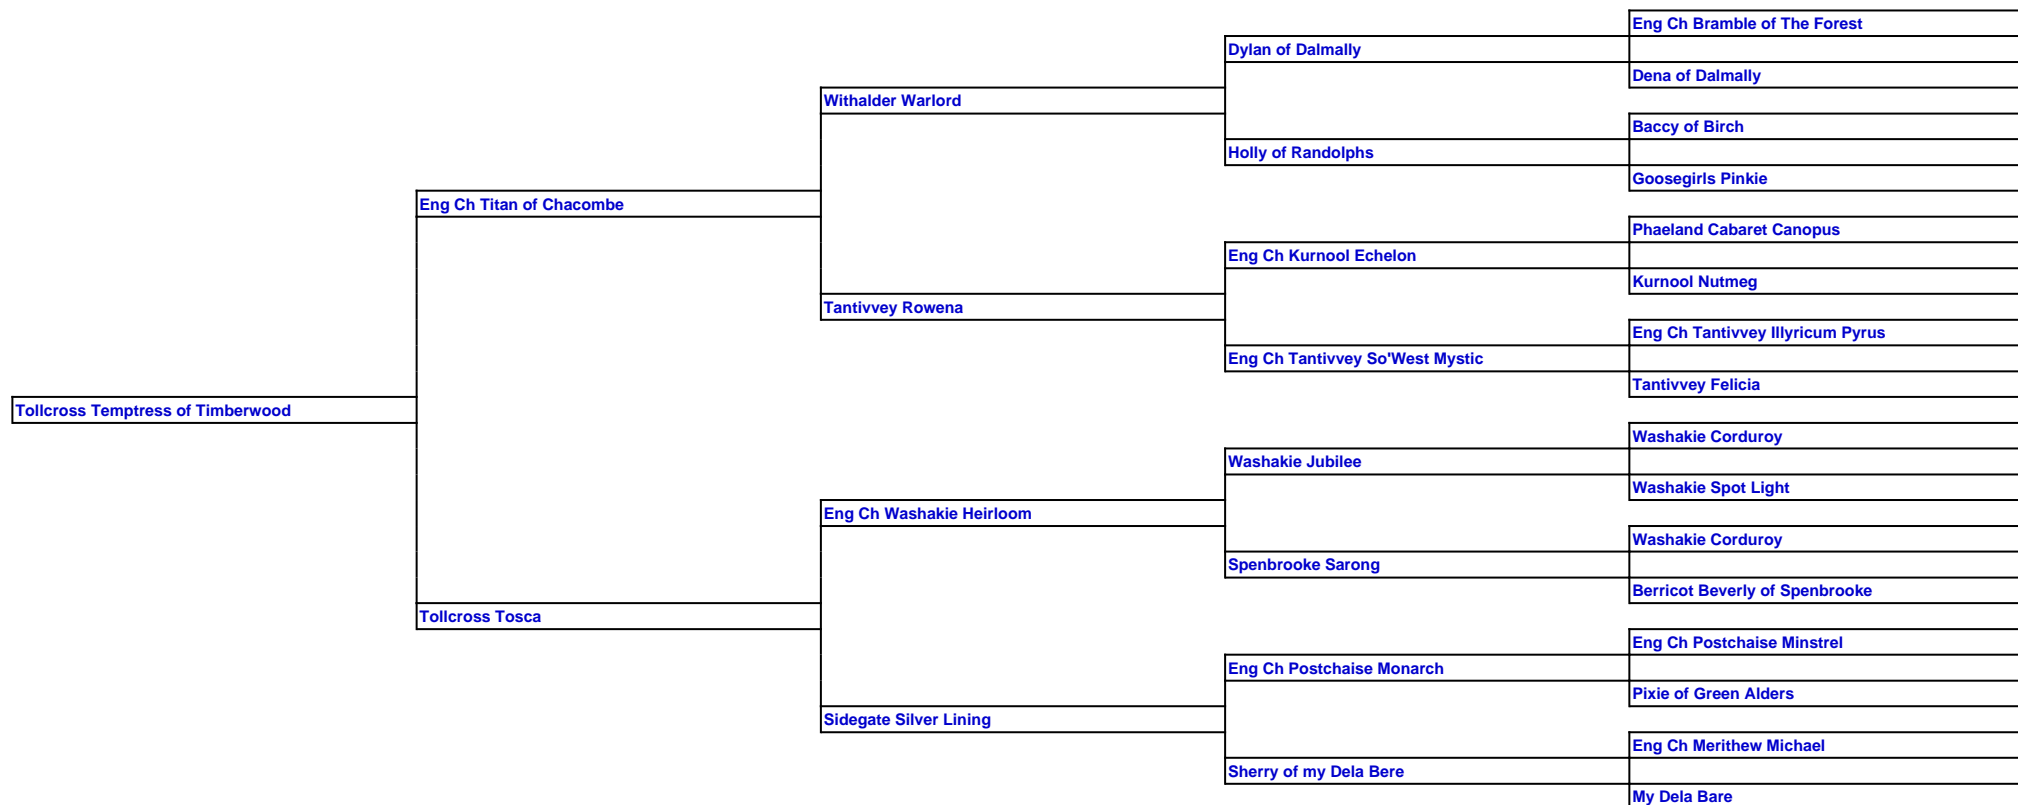 Eng Ch Bramble of The Forest
Dylan of Dalmally
Dena of Dalmally
Withalder Warlord
Baccy of Birch
Holly of Randolphs
Goosegirls Pinkie
Eng Ch Titan of Chacombe
Phaeland Cabaret Canopus
Eng Ch Kurnool Echelon
Kurnool Nutmeg
Tantivvey Rowena
Eng Ch Tantivvey Illyricum Pyrus
Eng Ch Tantivvey So'West Mystic
Tantivvey Felicia
Tollcross Temptress of Timberwood
Washakie Corduroy
Washakie Jubilee
Washakie Spot Light
Eng Ch Washakie Heirloom
Washakie Corduroy
Spenbrooke Sarong
Berricot Beverly of Spenbrooke
Tollcross Tosca
Eng Ch Postchaise Minstrel
Eng Ch Postchaise Monarch
Pixie of Green Alders
Sidegate Silver Lining
Eng Ch Merithew Michael
Sherry of my Dela Bere
My Dela Bare